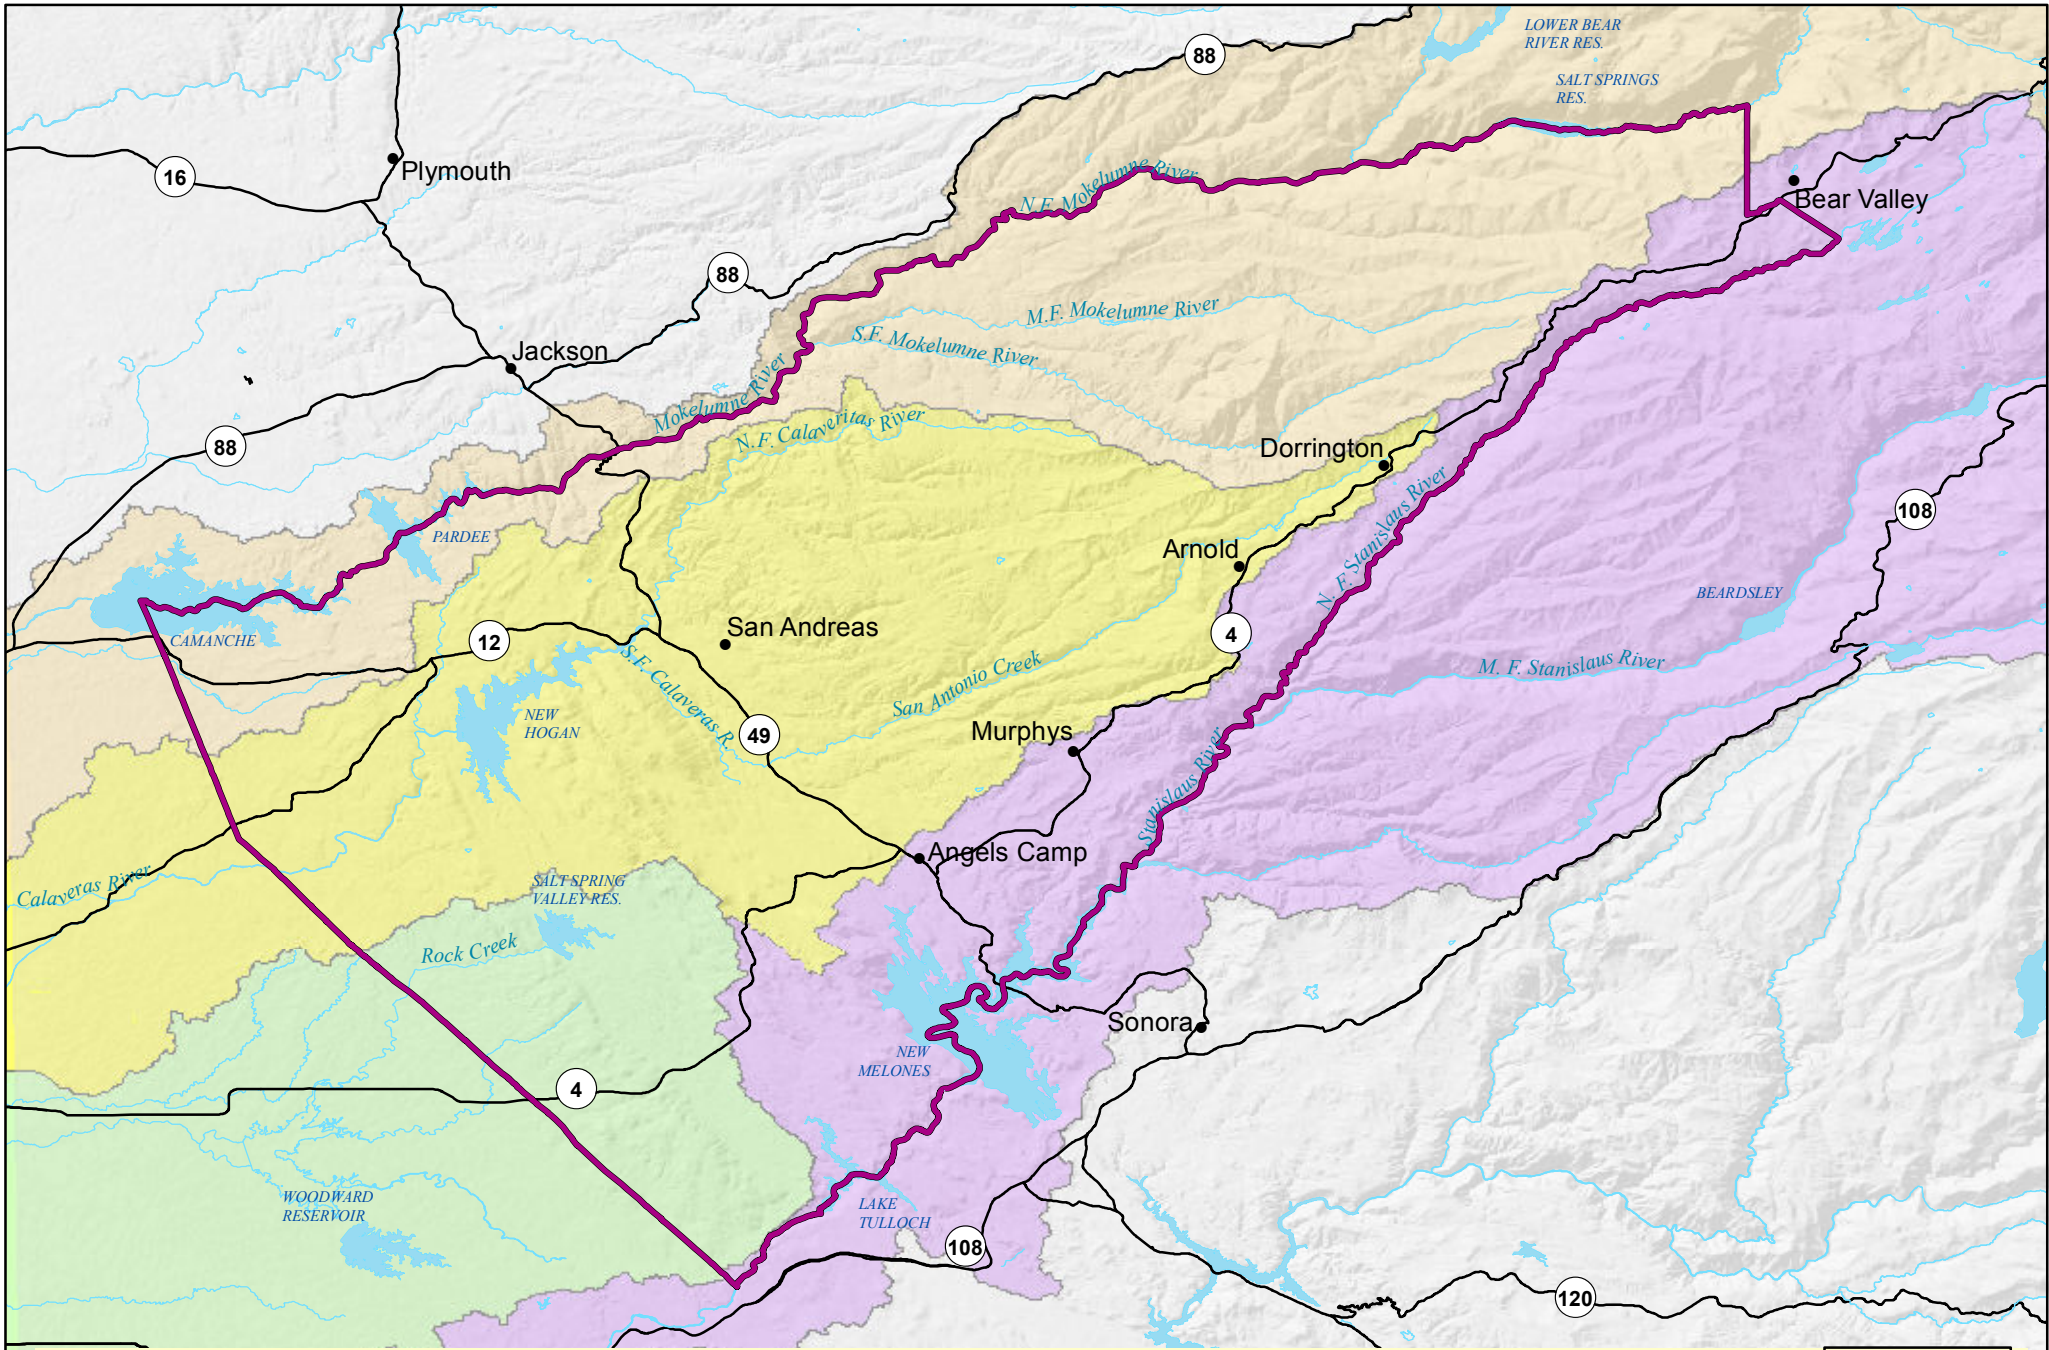 LOWER BEAR
RIVER RES.
88
SALT SPRINGS
RES.
Plymouth
16
N.F. Mokelumne River
Bear Valley
88
M.F. Mokelumne River
S.F. Mokelumne River
Jackson
Mokelumne River
N.F. Calaveritas River
88
Dorrington
N. F. Stanislaus River
108
PARDEE
Arnold
BEARDSLEY
CAMANCHE
12
San Andreas
4
S.F. Calaveras R.
San Antonio Creek
M. F. Stanislaus River
NEW
HOGAN
49
Murphys
Stanislaus River
Angels Camp
Calaveras River
SALT SPRING
VALLEY RES.
Rock Creek
Sonora
NEW
MELONES
4
WOODWARD
RESERVOIR
LAKE
TULLOCH
108
120